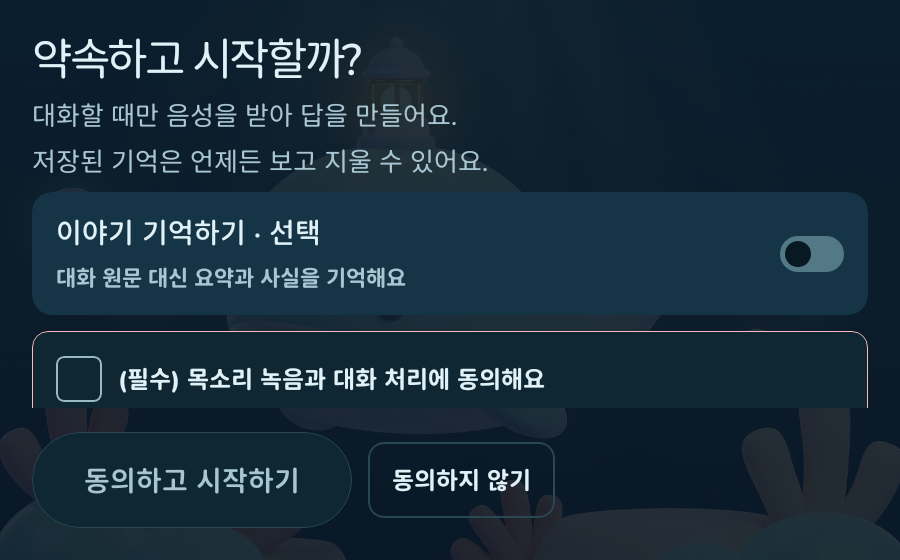 약속하고 시작할까?
대화할 때만 음성을 받아 답을 만들어요.
저장된 기억은 언제든 보고 지울 수 있어요.
이야기 기억하기 · 선택
대화 원문 대신 요약과 사실을 기억해요
(필수) 목소리 녹음과 대화 처리에 동의해요
동의하고 시작하기
동의하지 않기